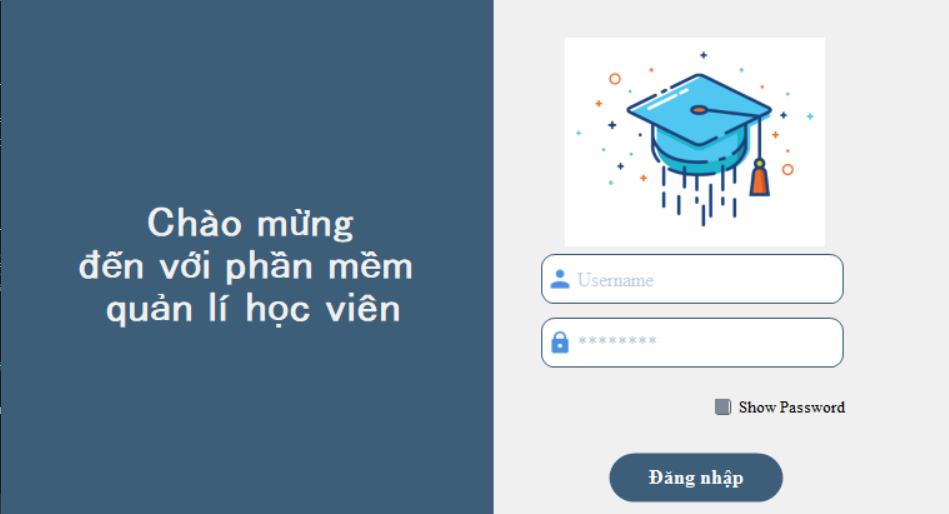 Chào mừng
đến với phần mềm
quản lí học viên
Username
********
Show Password
Đăng nhập